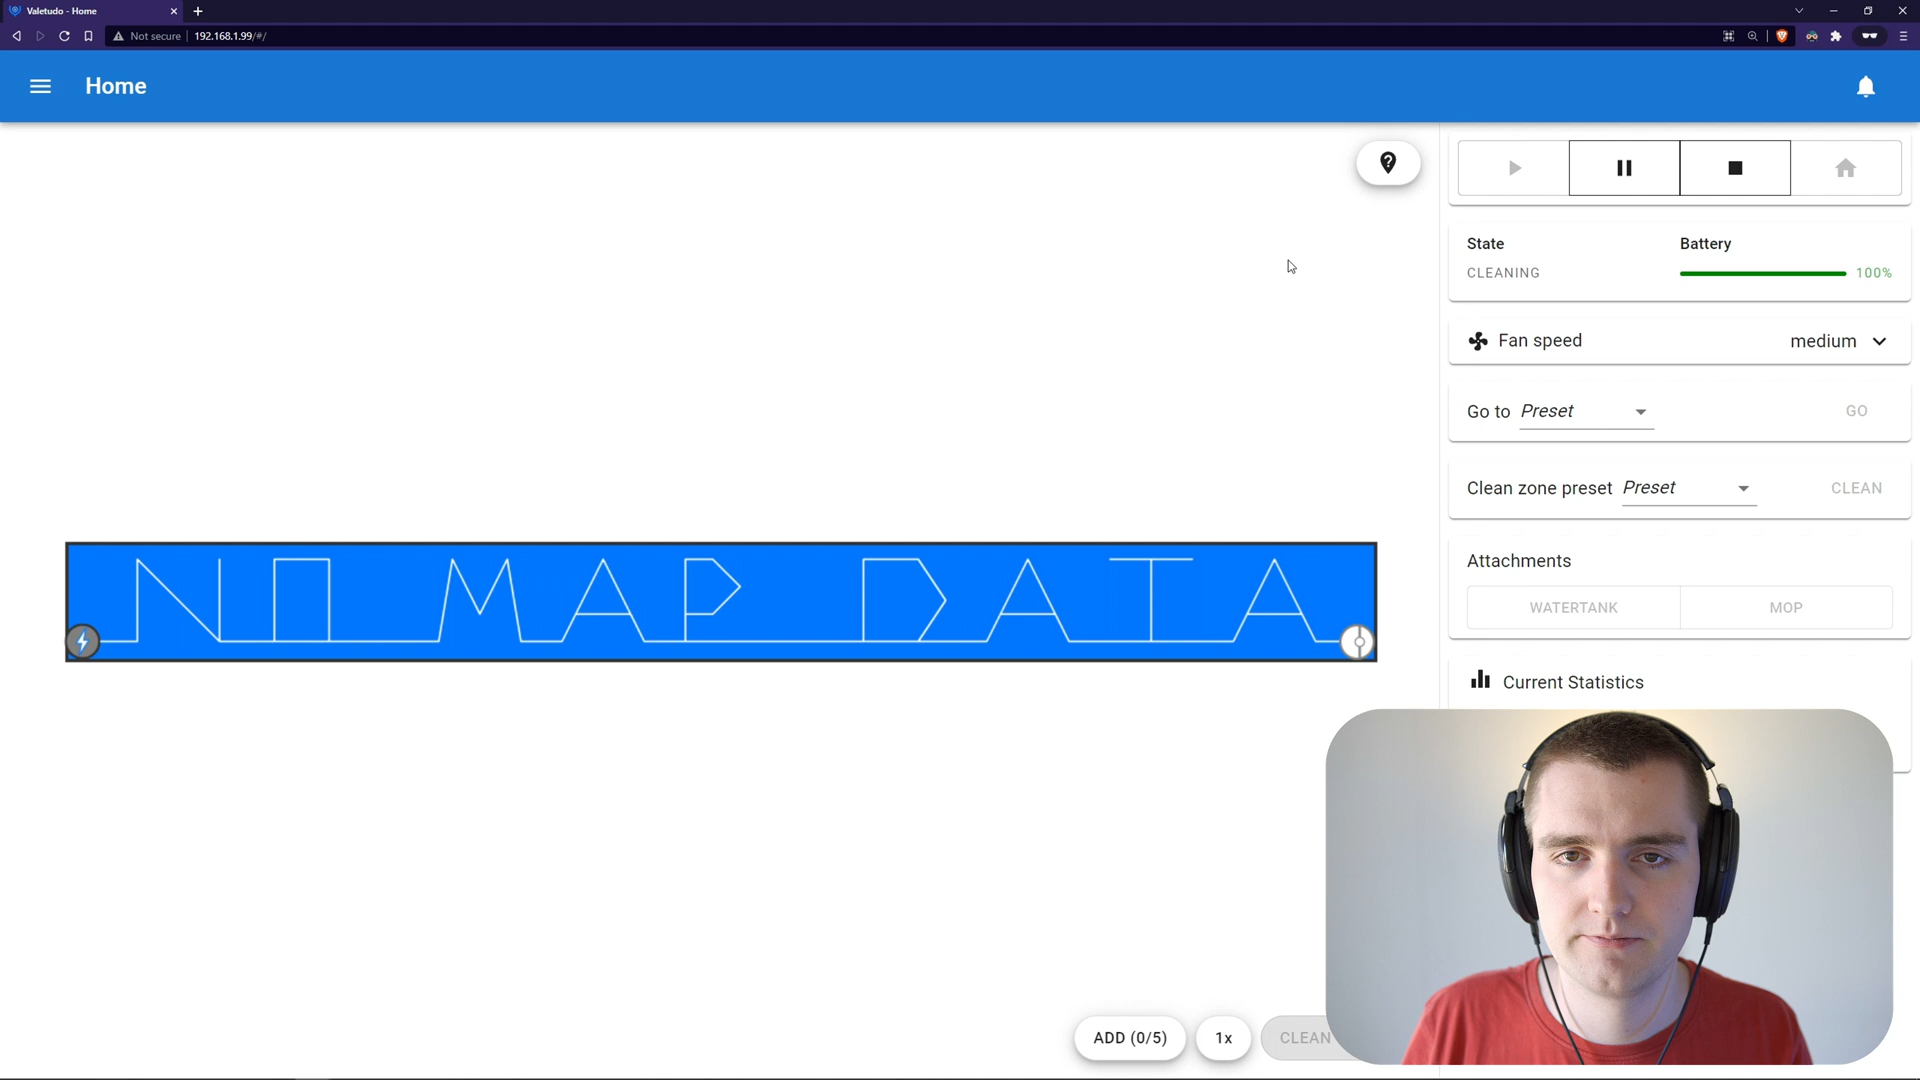 Valetudo - Home
Not secure
192.168.1.99/#/
Home
State
Battery
CLEANING
100%
Fan speed
medium
Go to
Preset
GO
Clean zone preset
Preset
CLEAN
NO MAP DATA
Attachments
WATERTANK
MOP
Current Statistics
ADD (0/5)
1x
CLEAN